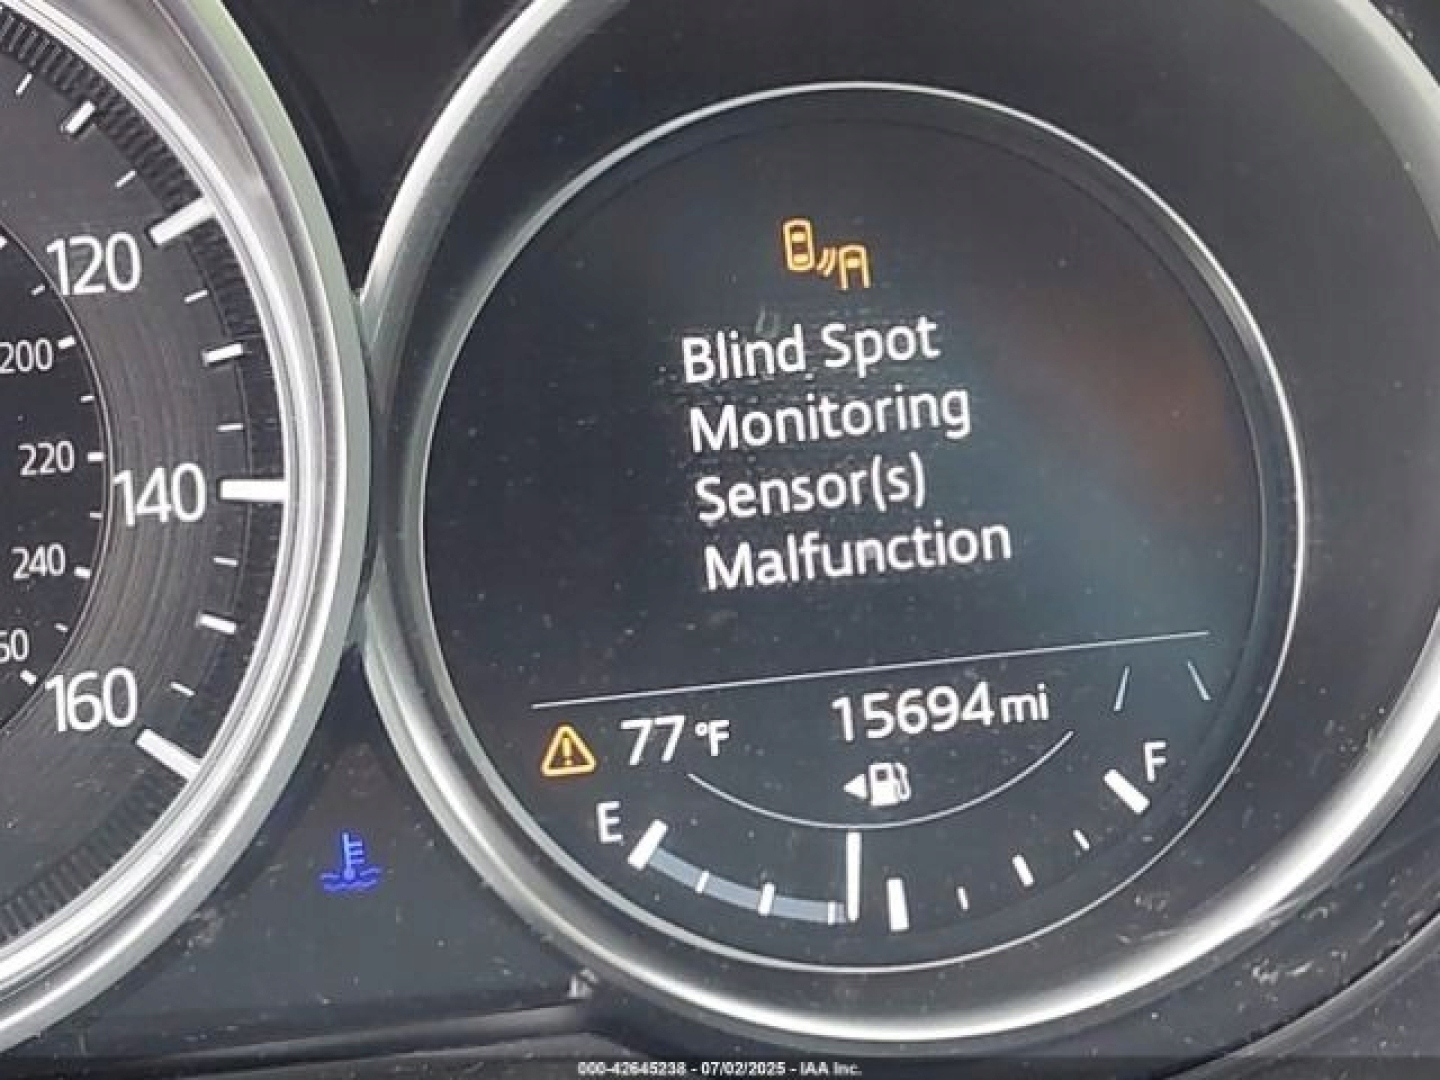 120
200
220
140
240
60
160
Blind Spot
Monitoring
Sensor(s)
Malfunction
77 °F
15694 mi
E
F
000-42645238 - 07/02/2025 - IAA Inc.